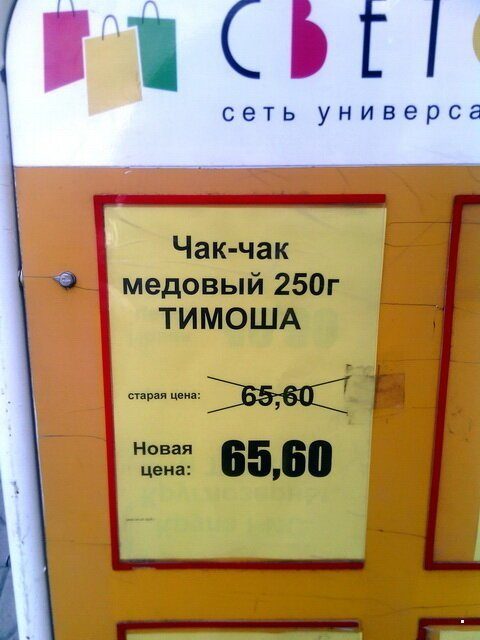 СВЕТ
сеть универса
Чак-чак
медовый 250г
ТИМОША
старая цена: 65,60
Новая
цена: 65,60